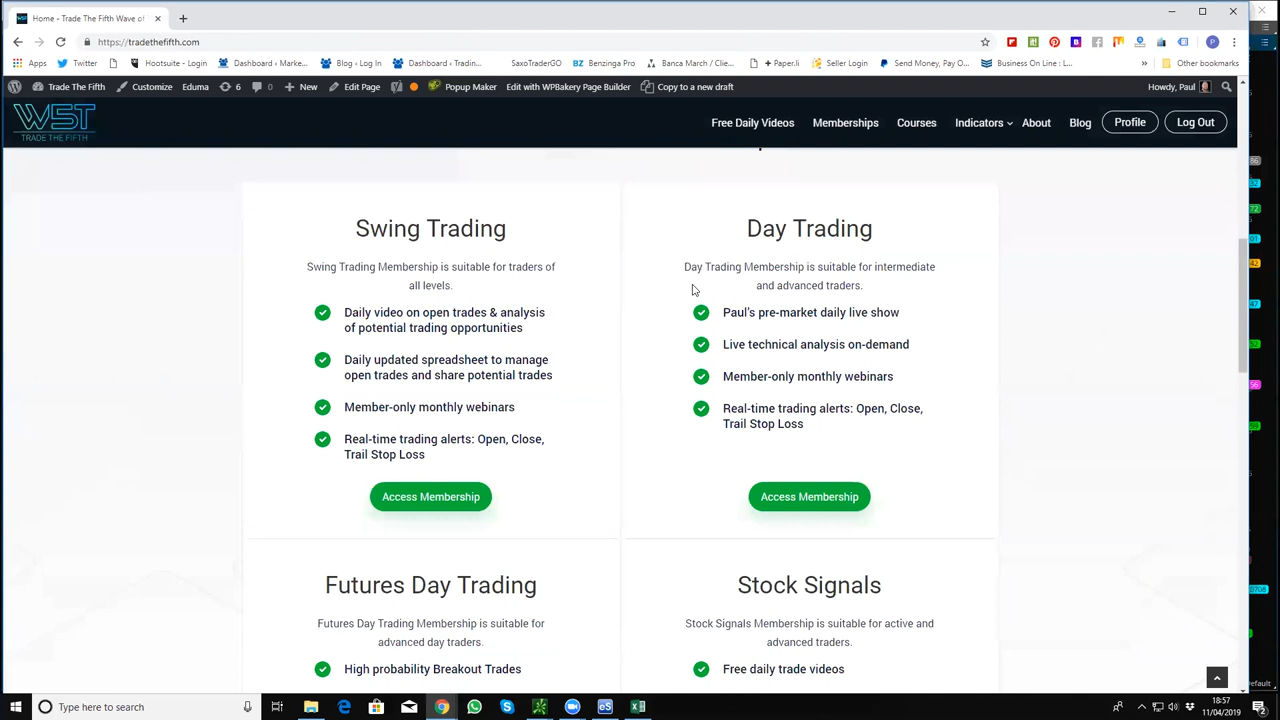 Home - Trade The Fifth Wave of
https://tradethefifth.com
Apps Twitter Hootsuite - Login Dashboard ‹ Marke... Blog ‹ Log In Dashboard ‹ Tradin... SaxoTrade Benzinga Pro Banca March / Clie... + Paper.li Seller Login Send Money, Pay O... Business On Line : L... » Other bookmarks
Trade The Fifth Customize Eduma 6 0 New Edit Page Popup Maker Edit with WPBakery Page Builder Copy to a new draft Howdy, Paul
W5T
TRADE THE FIFTH
Free Daily Videos Memberships Courses Indicators About Blog Profile Log Out
Swing Trading
Swing Trading Membership is suitable for traders of
all levels.
Daily video on open trades & analysis
of potential trading opportunities
Daily updated spreadsheet to manage
open trades and share potential trades
Member-only monthly webinars
Real-time trading alerts: Open, Close,
Trail Stop Loss
Access Membership
Day Trading
Day Trading Membership is suitable for intermediate
and advanced traders.
Paul's pre-market daily live show
Live technical analysis on-demand
Member-only monthly webinars
Real-time trading alerts: Open, Close,
Trail Stop Loss
Access Membership
Futures Day Trading
Futures Day Trading Membership is suitable for
advanced day traders.
High probability Breakout Trades
Stock Signals
Stock Signals Membership is suitable for active and
advanced traders.
Free daily trade videos
Type here to search
18:57
11/04/2019